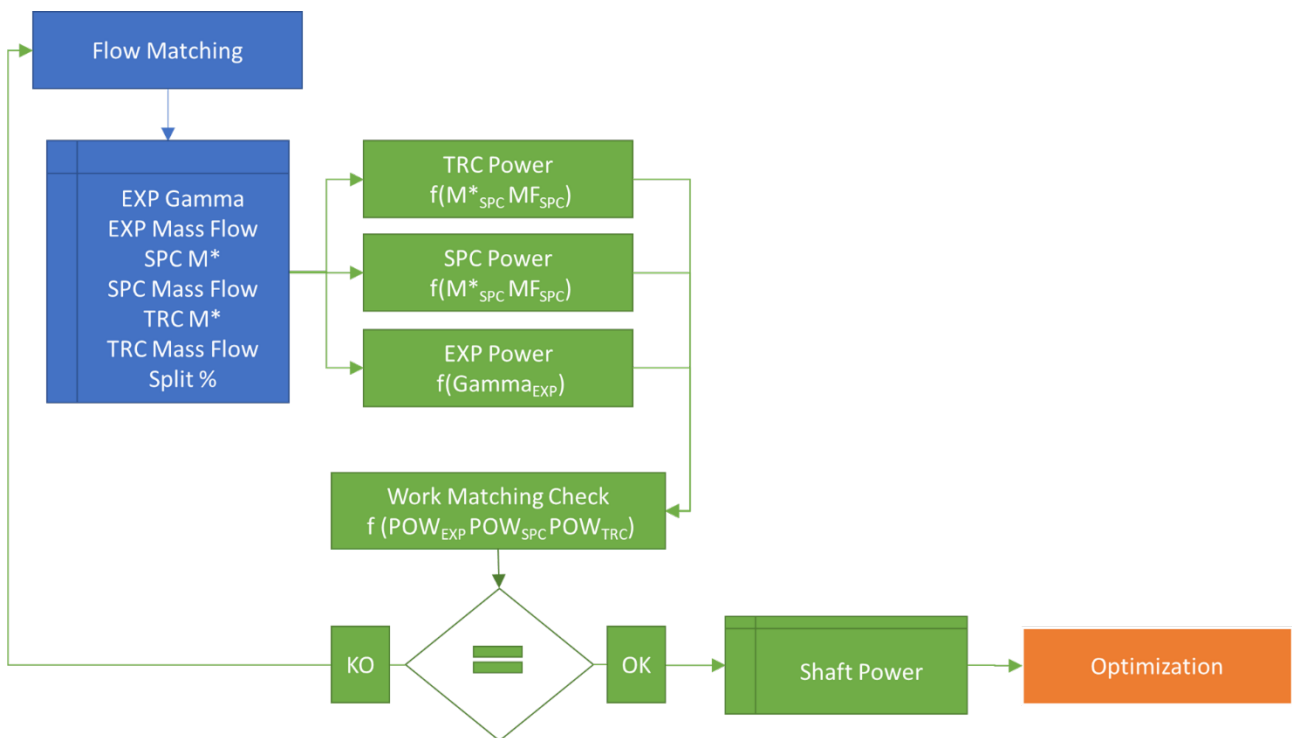 Flow Matching
EXP Gamma
EXP Mass Flow
SPC M*
SPC Mass Flow
TRC M*
TRC Mass Flow
Split %
TRC Power
f(M*SPC MFSPC)
SPC Power
f(M*SPC MFSPC)
EXP Power
f(GammaEXP)
Work Matching Check
f (POWEXP POWSPC POWTRC)
KO
=
OK
Shaft Power
Optimization